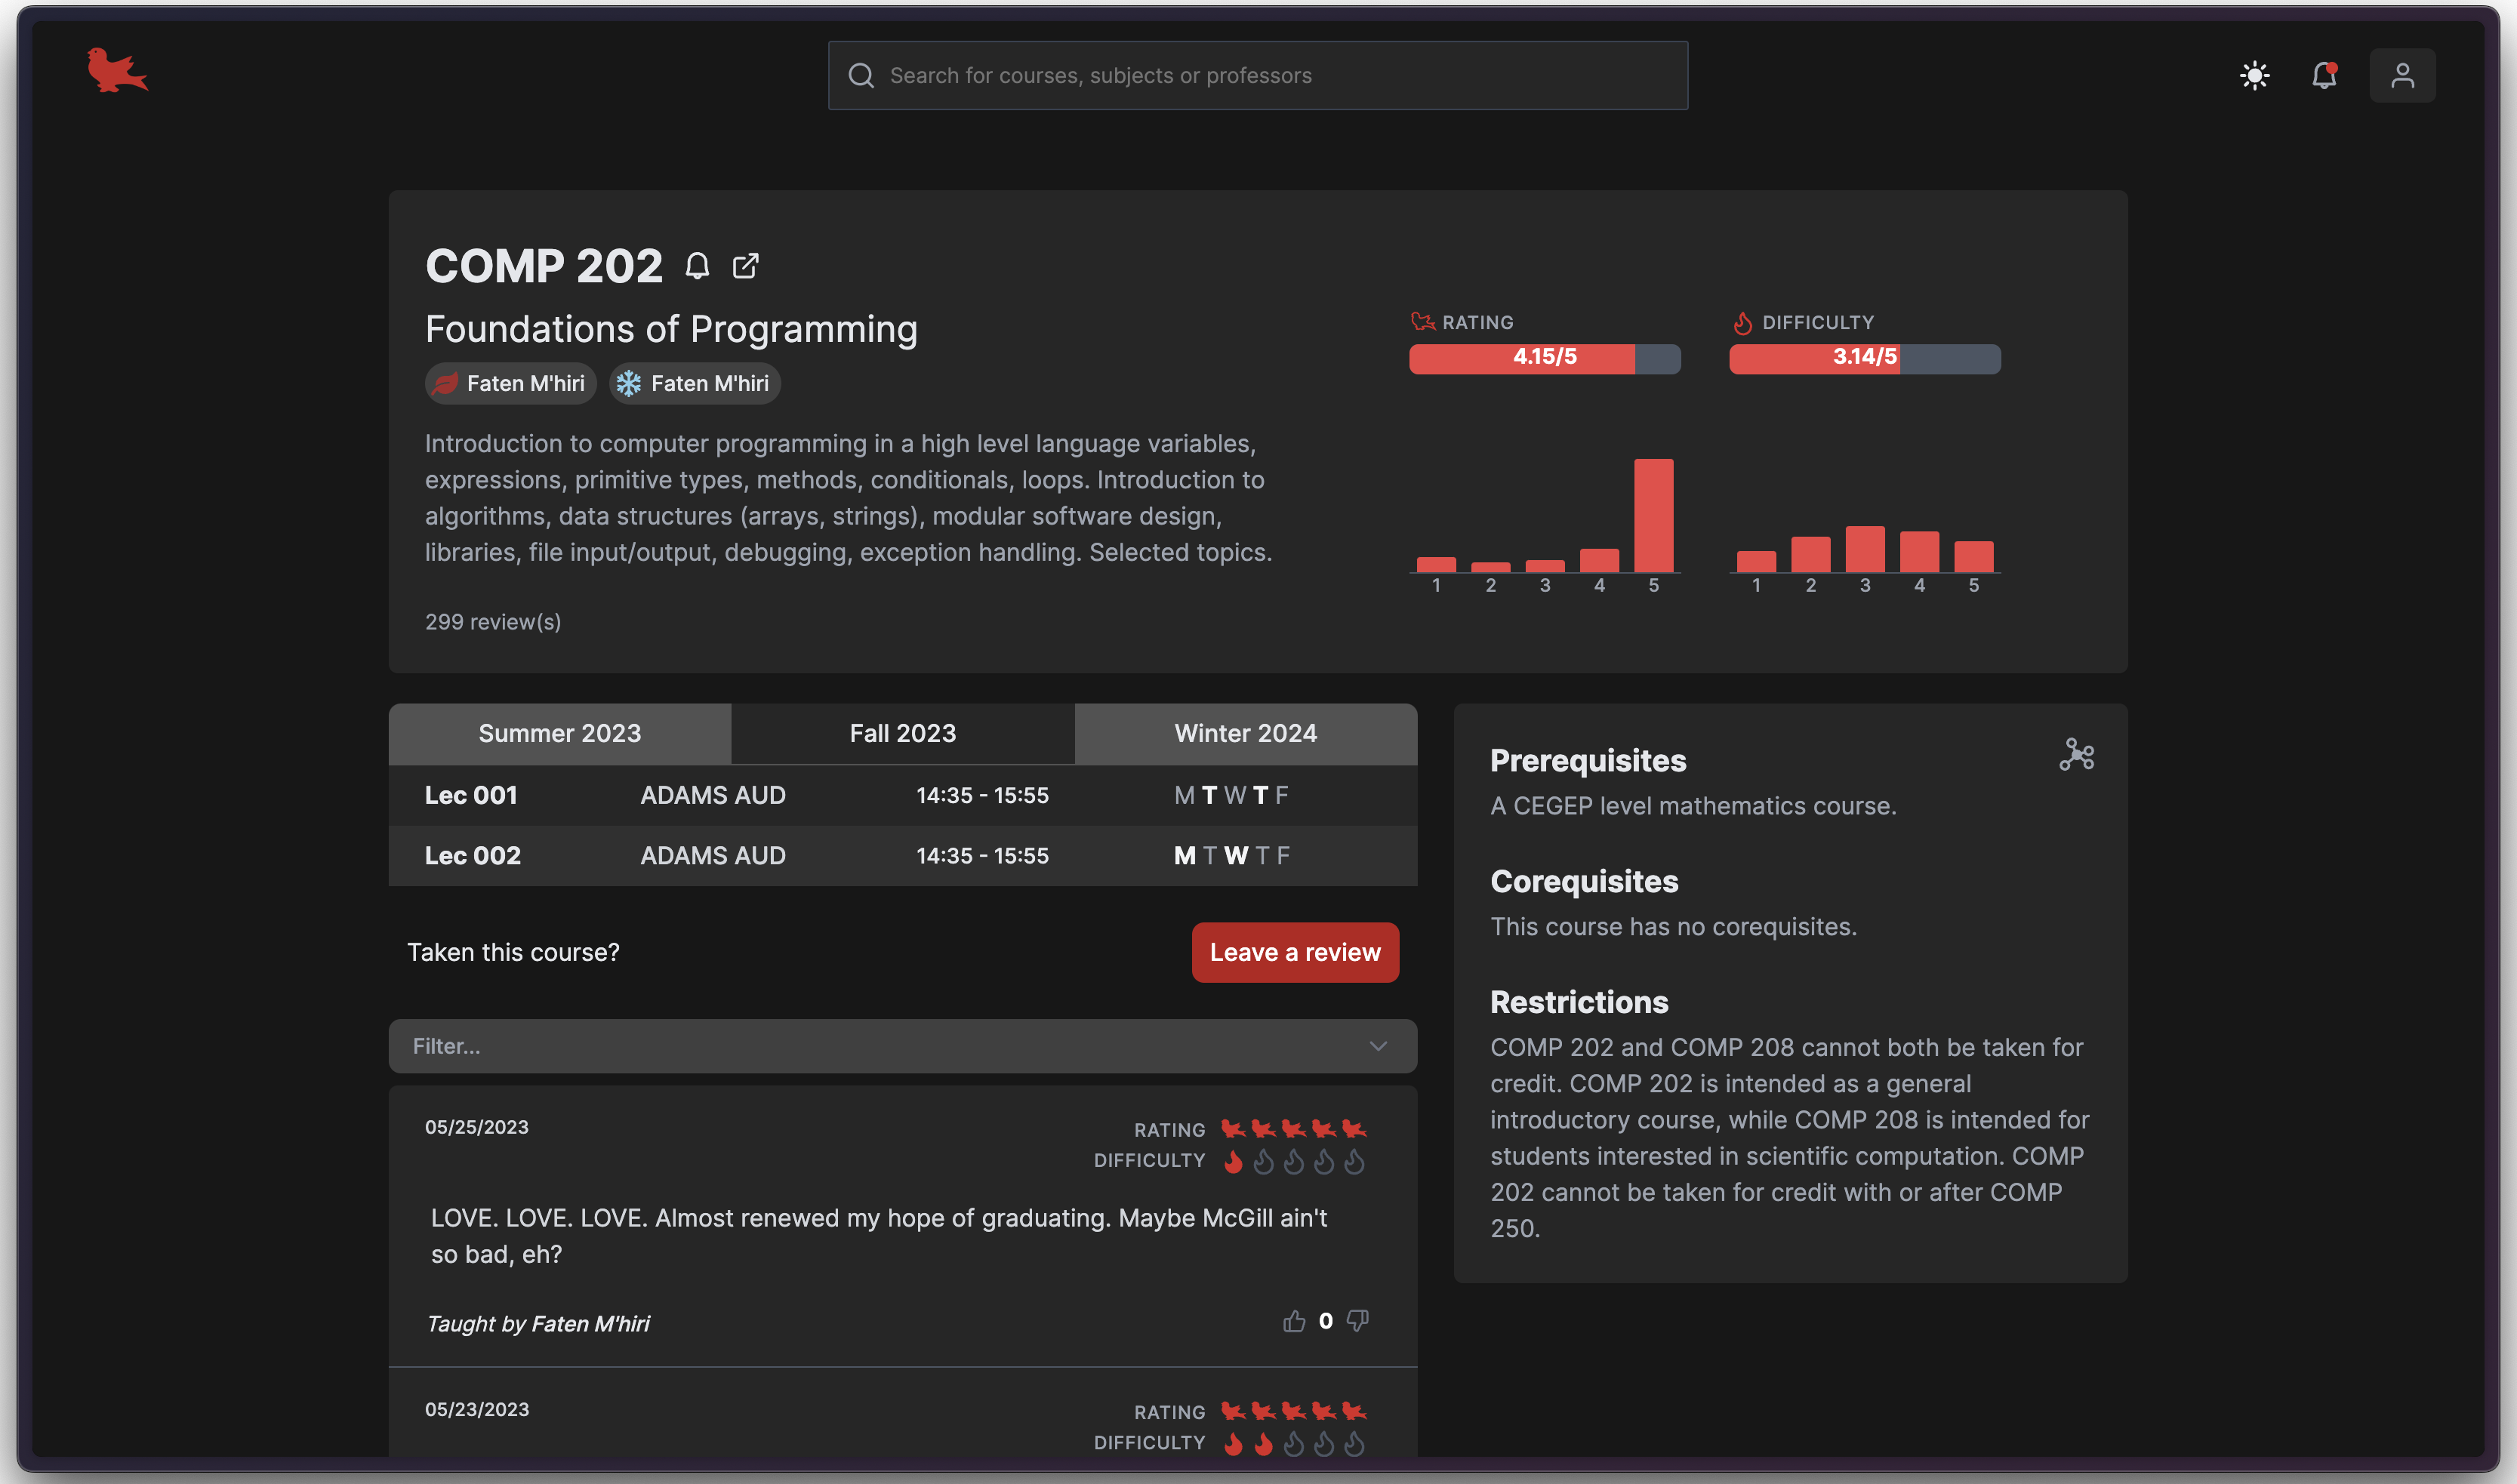 Search for courses, subjects or professors
COMP 202
Foundations of Programming
Faten M'hiri Faten M'hiri
Introduction to computer programming in a high level language variables,
expressions, primitive types, methods, conditionals, loops. Introduction to
algorithms, data structures (arrays, strings), modular software design,
libraries, file input/output, debugging, exception handling. Selected topics.
299 review(s)
RATING
4.15/5
1 2 3 4 5
DIFFICULTY
3.14/5
1 2 3 4 5
Summer 2023 Fall 2023 Winter 2024
Lec 001 ADAMS AUD 14:35 - 15:55 M T W T F
Lec 002 ADAMS AUD 14:35 - 15:55 M T W T F
Taken this course? Leave a review
Filter...
05/25/2023
RATING
DIFFICULTY
LOVE. LOVE. LOVE. Almost renewed my hope of graduating. Maybe McGill ain't
so bad, eh?
Taught by Faten M'hiri 0
05/23/2023
RATING
DIFFICULTY
Prerequisites
A CEGEP level mathematics course.
Corequisites
This course has no corequisites.
Restrictions
COMP 202 and COMP 208 cannot both be taken for
credit. COMP 202 is intended as a general
introductory course, while COMP 208 is intended for
students interested in scientific computation. COMP
202 cannot be taken for credit with or after COMP
250.